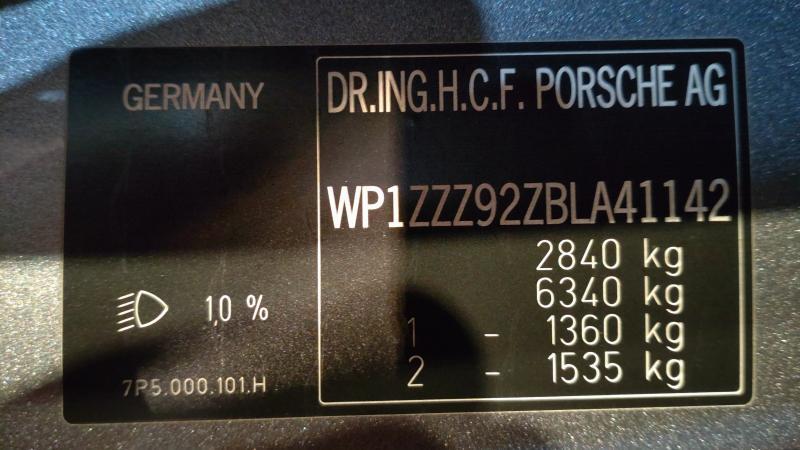 GERMANY
1,0 %
7P5.000.101.H
DR.ING.H.C.F. PORSCHE AG
WP1ZZZ92ZBLA41142
2840 kg
6340 kg
1 - 1360 kg
2 - 1535 kg